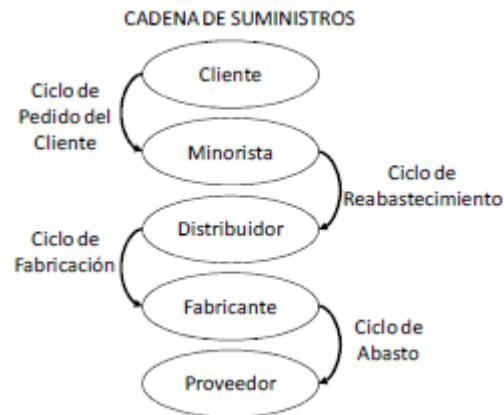 CADENA DE SUMINISTROS
Cliente
Ciclo de
Pedido del
Cliente
Minorista
Ciclo de
Reabastecimiento
Distribuidor
Ciclo de
Fabricación
Fabricante
Ciclo de
Abasto
Proveedor